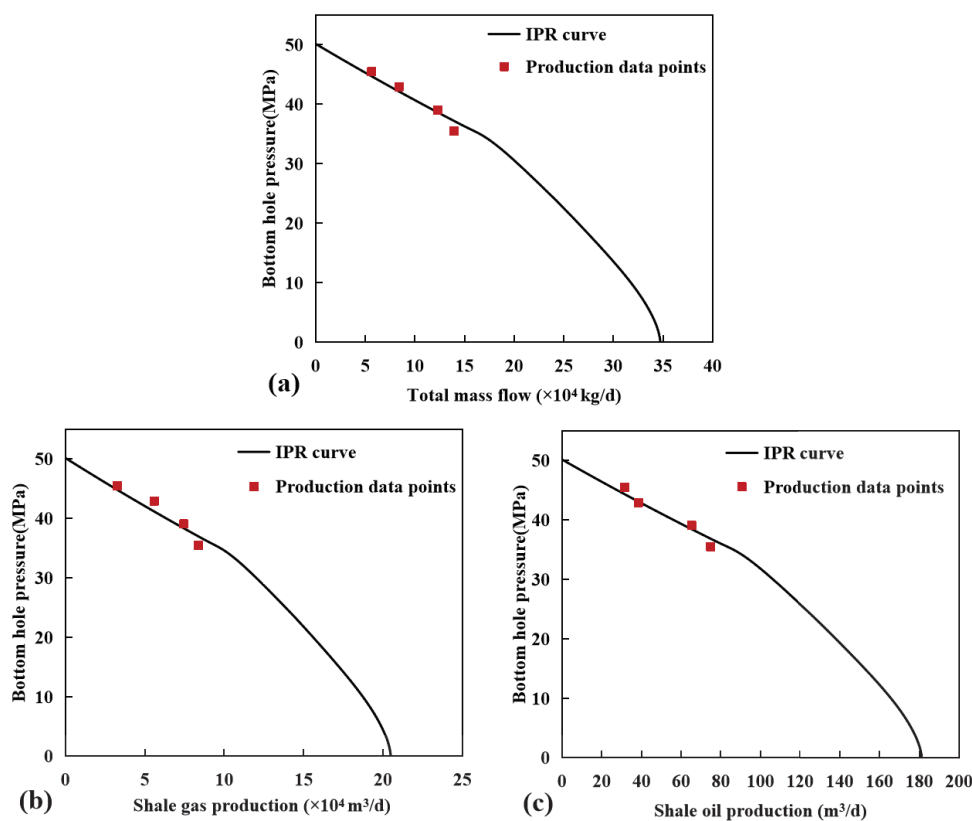 IPR curve
Production data points
50
40
30
20
10
0
Bottom hole pressure(MPa)
0 5 10 15 20 25 30 35 40
(a)
Total mass flow (×10⁴ kg/d)
IPR curve
Production data points
50
40
30
20
10
0
Bottom hole pressure(MPa)
0 5 10 15 20 25
(b)
Shale gas production (×10⁴ m³/d)
IPR curve
Production data points
50
40
30
20
10
0
Bottom hole pressure(MPa)
0 20 40 60 80 100 120 140 160 180 200
(c)
Shale oil production (m³/d)